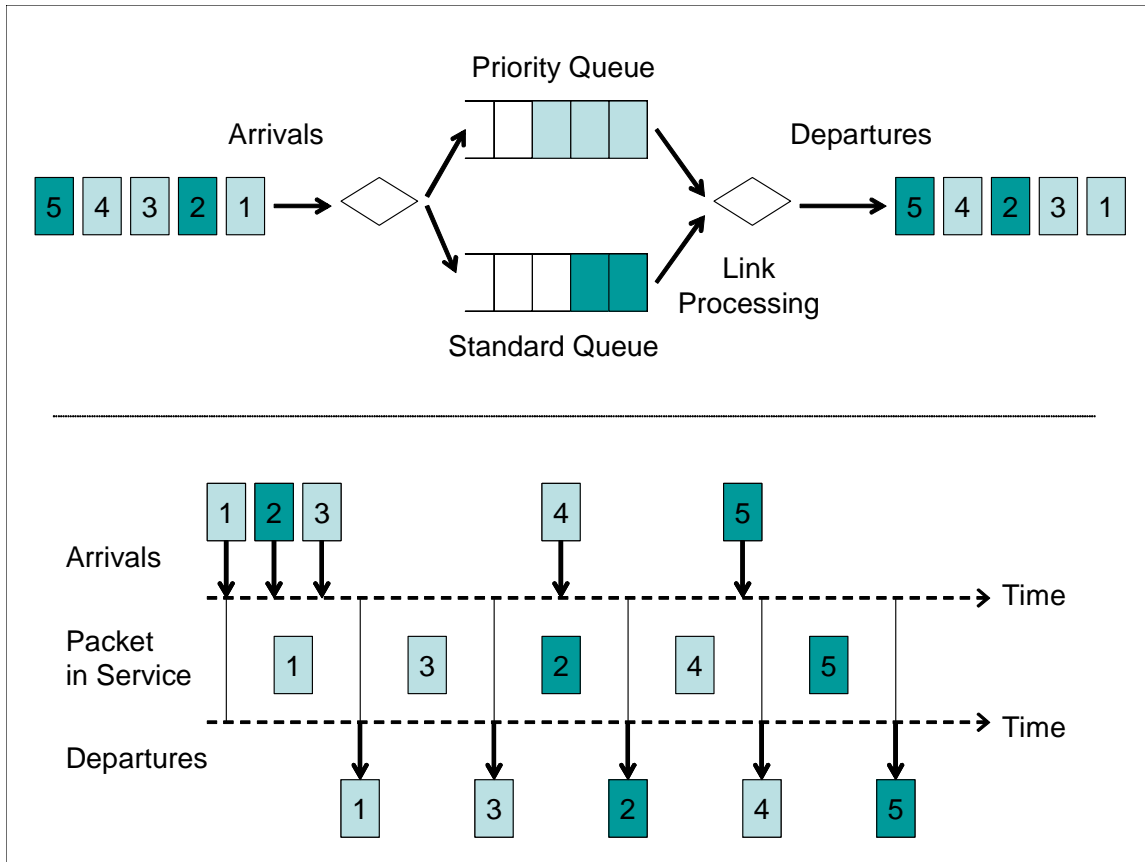 Priority Queue
Arrivals
Departures
5 4 3 2 1
5 4 2 3 1
Link
Processing
Standard Queue
1 2 3 4 5
Arrivals
Time
Packet
in Service
1 3 2 4 5
Time
Departures
1 3 2 4 5